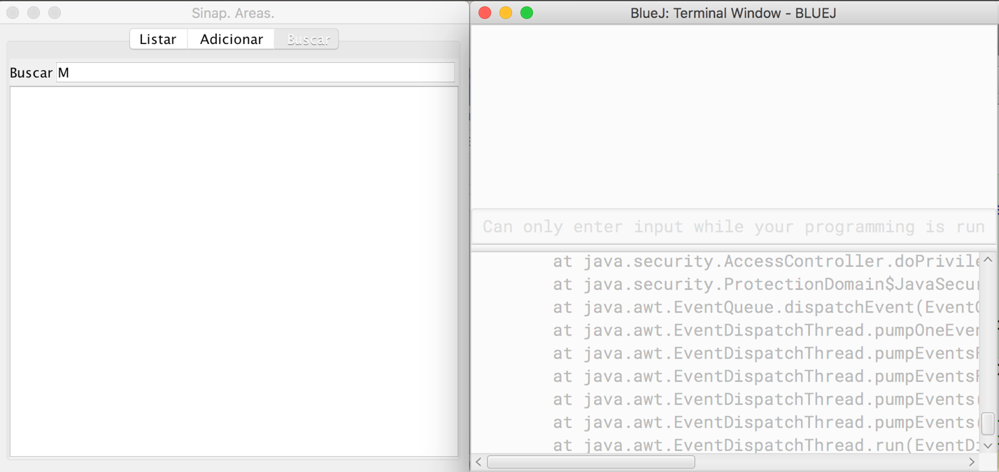 Sinap. Areas.
Listar Adicionar Buscar
Buscar M
BlueJ: Terminal Window - BLUEJ
Can only enter input while your programming is run
at java.security.AccessController.doPrivile
at java.security.ProtectionDomain$JavaSecur
at java.awt.EventQueue.dispatchEvent(EventQ
at java.awt.EventDispatchThread.pumpOneEven
at java.awt.EventDispatchThread.pumpEventsF
at java.awt.EventDispatchThread.pumpEventsF
at java.awt.EventDispatchThread.pumpEvents(
at java.awt.EventDispatchThread.pumpEvents(
at java.awt.EventDispatchThread.run(EventDi